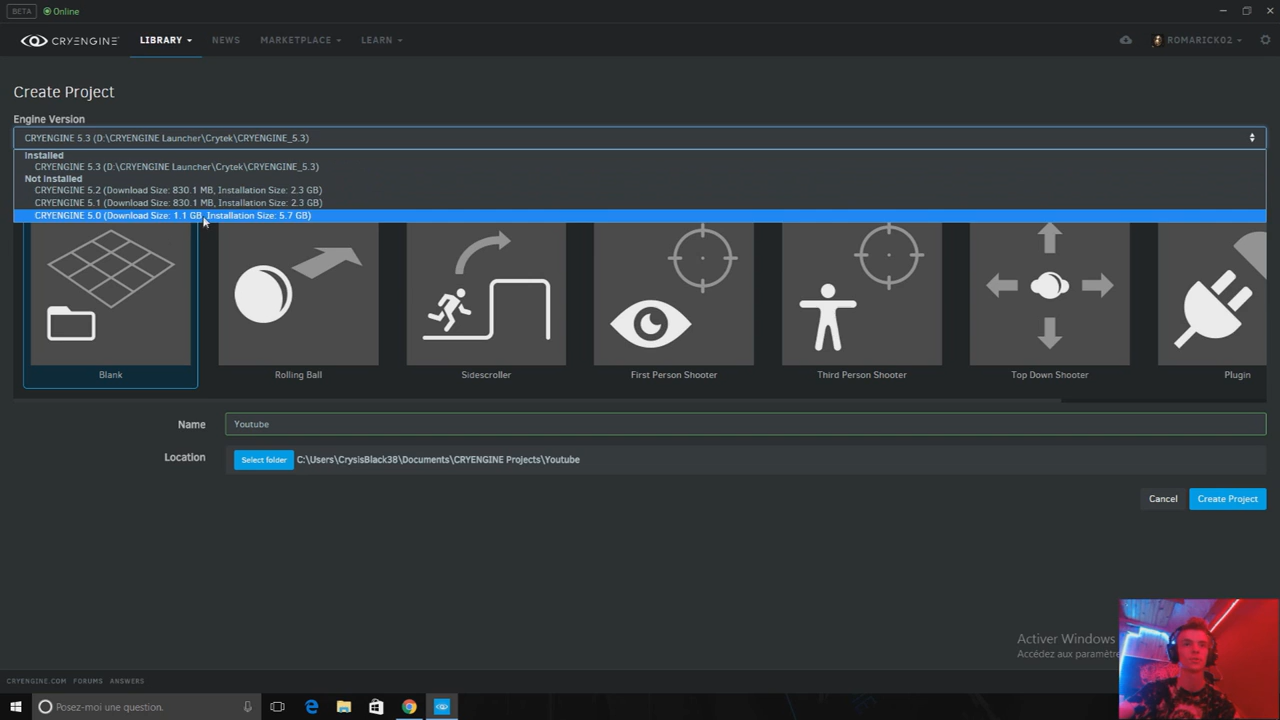 BETA Online
CRYENGINE LIBRARY NEWS MARKETPLACE LEARN ROMARICK02
Create Project
Engine Version
CRYENGINE 5.3 (D:\CRYENGINE Launcher\Crytek\CRYENGINE_5.3)
Installed
CRYENGINE 5.3 (D:\CRYENGINE Launcher\Crytek\CRYENGINE_5.3)
Not Installed
CRYENGINE 5.2 (Download Size: 830.1 MB, Installation Size: 2.3 GB)
CRYENGINE 5.1 (Download Size: 830.1 MB, Installation Size: 2.3 GB)
CRYENGINE 5.0 (Download Size: 1.1 GB, Installation Size: 5.7 GB)
Blank Rolling Ball Sidescroller First Person Shooter Third Person Shooter Top Down Shooter Plugin
Name Youtube
Location Select folder C:\Users\CrysisBlack38\Documents\CRYENGINE Projects\Youtube
Cancel Create Project
Activer Windows
Accédez aux paramètre
CRYENGINE.COM FORUMS ANSWERS
Posez-moi une question.